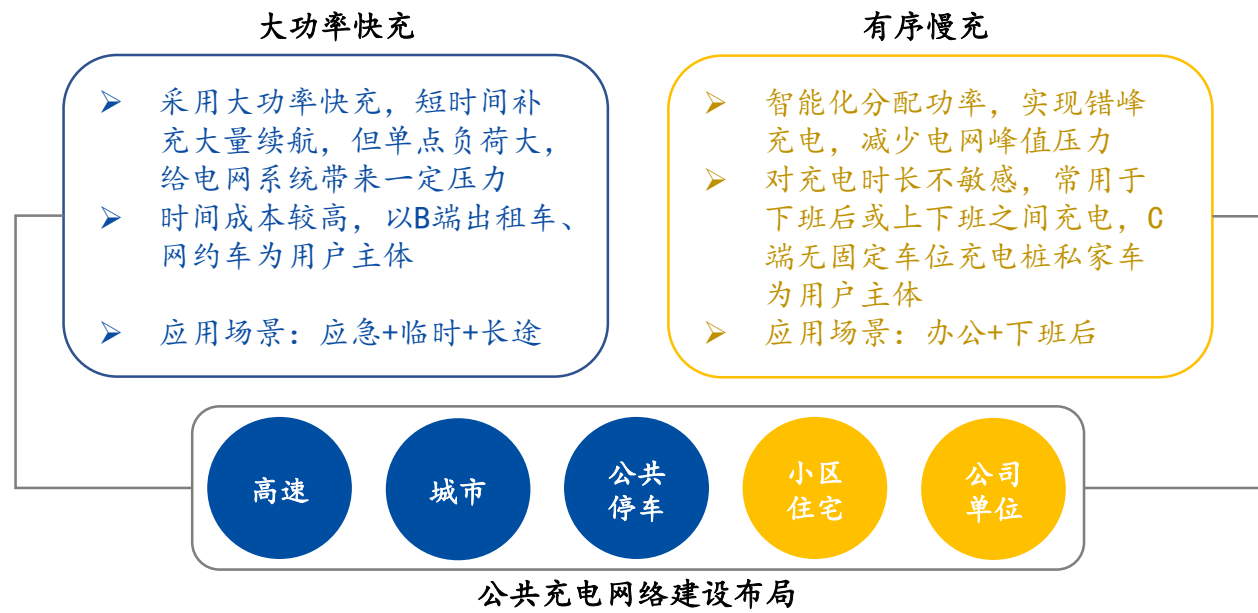 大功率快充
➢ 采用大功率快充，短时间补
充大量续航，但单点负荷大，
给电网系统带来一定压力
➢ 时间成本较高，以B端出租车、
网约车为用户主体
➢ 应用场景：应急+临时+长途
有序慢充
➢ 智能化分配功率，实现错峰
充电，减少电网峰值压力
➢ 对充电时长不敏感，常用于
下班后或上下班之间充电，C
端无固定车位充电桩私家车
为用户主体
➢ 应用场景：办公+下班后
高速
城市
公共
停车
小区
住宅
公司
单位
公共充电网络建设布局